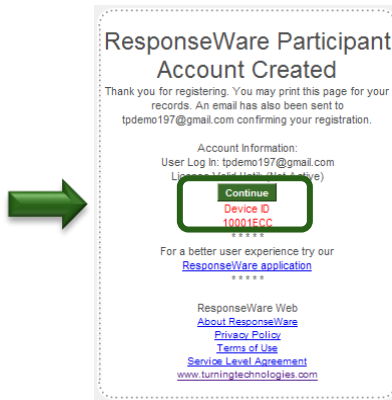 ResponseWare Participant
Account Created
Thank you for registering. You may print this page for your
records. An email has also been sent to
tpdemo197@gmail.com confirming your registration.
Account Information:
User Log In: tpdemo197@gmail.com
License Valid Until: (Not Active)
Continue
Device ID
10001ECC
* * * * *
For a better user experience try our
ResponseWare application
* * * * *
ResponseWare Web
About ResponseWare
Privacy Policy
Terms of Use
Service Level Agreement
www.turningtechnologies.com